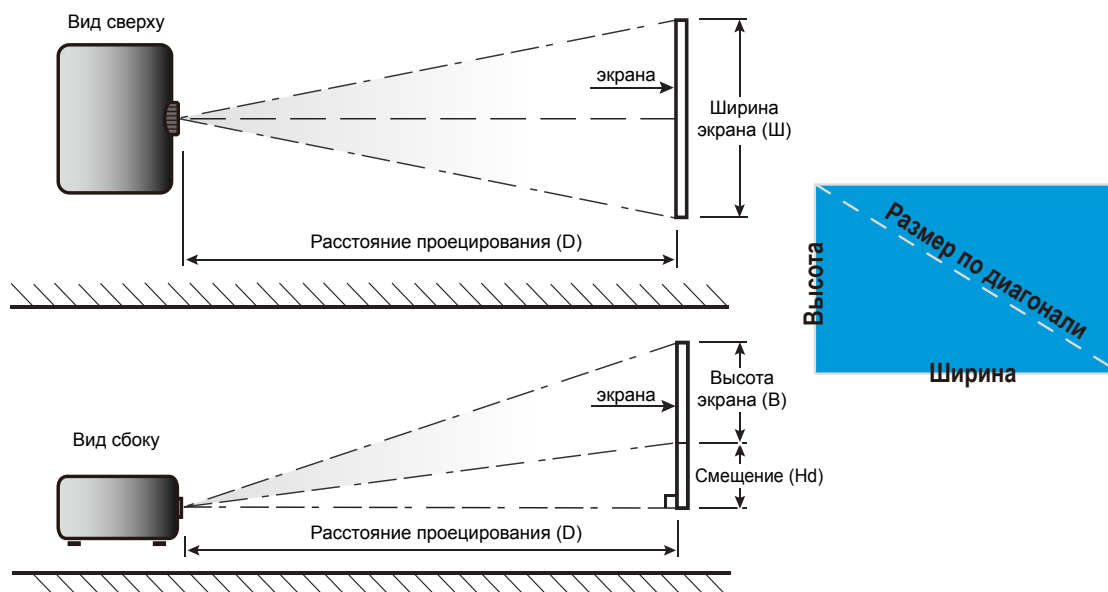 Вид сверху
экрана
Ширина
экрана (Ш)
Расстояние проецирования (D)
Высота
Размер по диагонали
Ширина
Вид сбоку
экрана
Высота
экрана (В)
Смещение (Hd)
Расстояние проецирования (D)